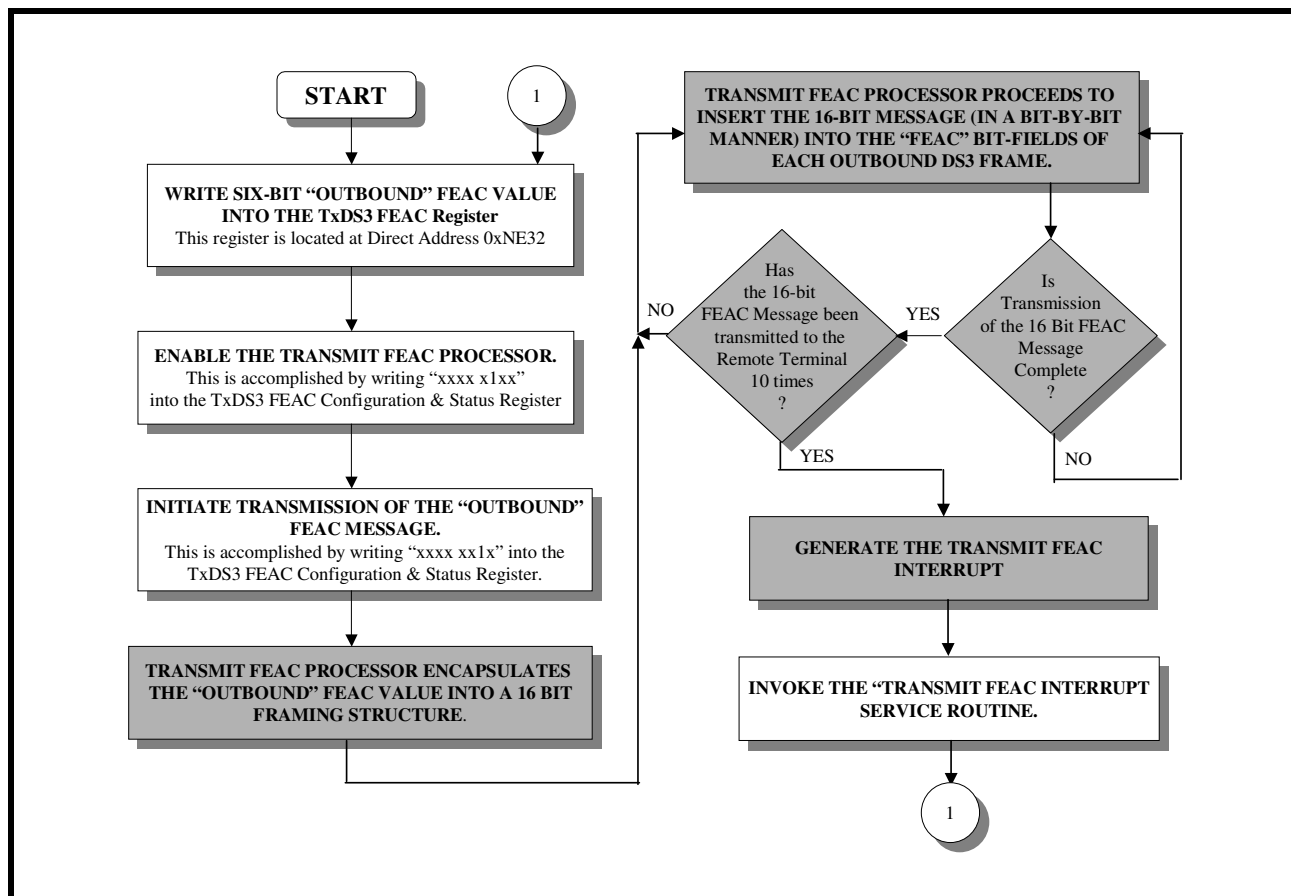 START
1
WRITE SIX-BIT “OUTBOUND” FEAC VALUE
INTO THE TxDS3 FEAC Register
This register is located at Direct Address 0xNE32
ENABLE THE TRANSMIT FEAC PROCESSOR.
This is accomplished by writing “xxxx x1xx”
into the TxDS3 FEAC Configuration & Status Register
INITIATE TRANSMISSION OF THE “OUTBOUND”
FEAC MESSAGE.
This is accomplished by writing “xxxx xx1x” into the
TxDS3 FEAC Configuration & Status Register.
TRANSMIT FEAC PROCESSOR ENCAPSULATES
THE “OUTBOUND” FEAC VALUE INTO A 16 BIT
FRAMING STRUCTURE.
TRANSMIT FEAC PROCESSOR PROCEEDS TO
INSERT THE 16-BIT MESSAGE (IN A BIT-BY-BIT
MANNER) INTO THE “FEAC” BIT-FIELDS OF
EACH OUTBOUND DS3 FRAME.
Is
Transmission
of the 16 Bit FEAC
Message
Complete
?
NO
YES
Has
the 16-bit
FEAC Message been
transmitted to the
Remote Terminal
10 times
?
NO
YES
GENERATE THE TRANSMIT FEAC
INTERRUPT
INVOKE THE “TRANSMIT FEAC INTERRUPT
SERVICE ROUTINE.
1